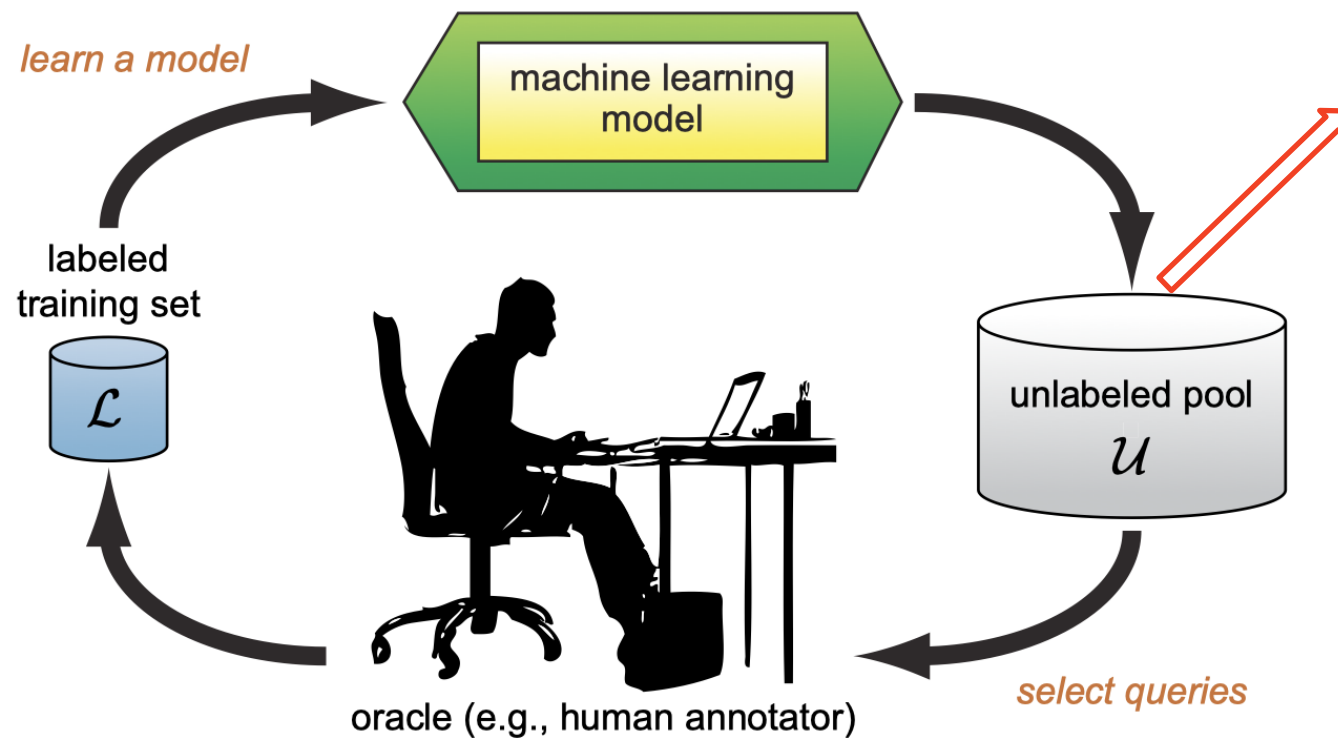 learn a model
machine learning
model
labeled
training set
ℒ
unlabeled pool
𝒰
select queries
oracle (e.g., human annotator)